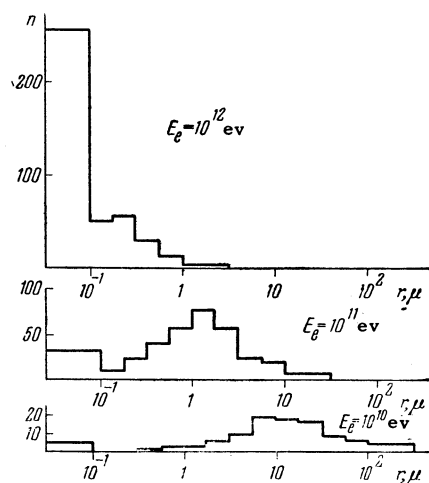 n
200
E_e = 10^12 ev
100
10^-1 1 10 10^2 r, μ
100
50
E_e = 10^11 ev
10^-1 1 10 10^2 r, μ
20
10
E_e = 10^10 ev
10^-1 1 10 10^2 r, μ